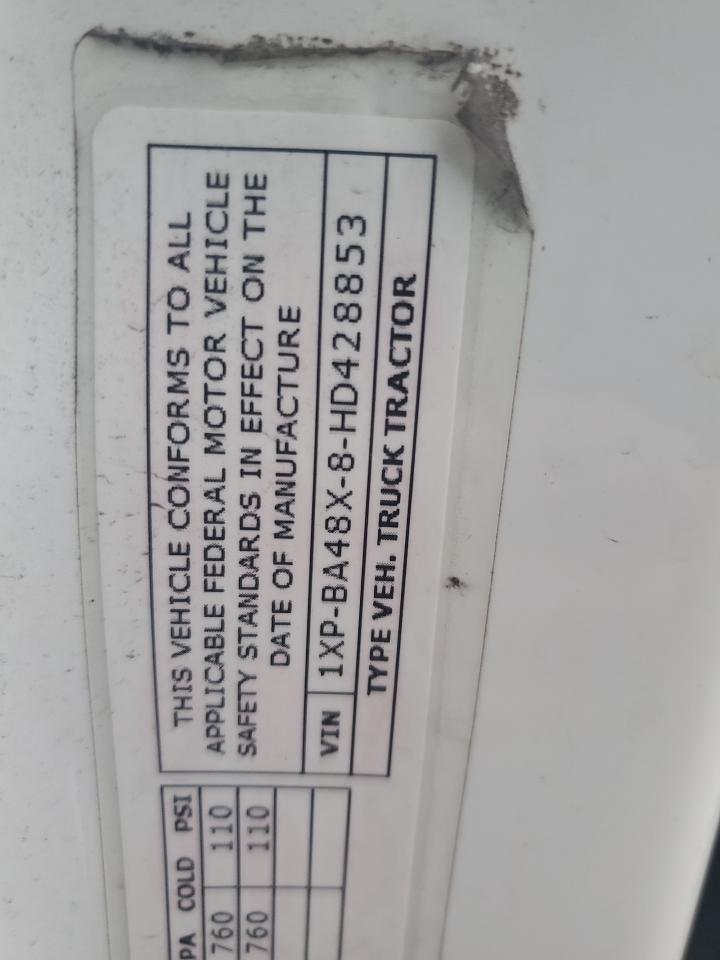 THIS VEHICLE CONFORMS TO ALL
APPLICABLE FEDERAL MOTOR VEHICLE
SAFETY STANDARDS IN EFFECT ON THE
DATE OF MANUFACTURE
VIN 1XP-BA48X-8-HD428853
TYPE VEH. TRUCK TRACTOR
PA COLD PSI
760 110
760 110